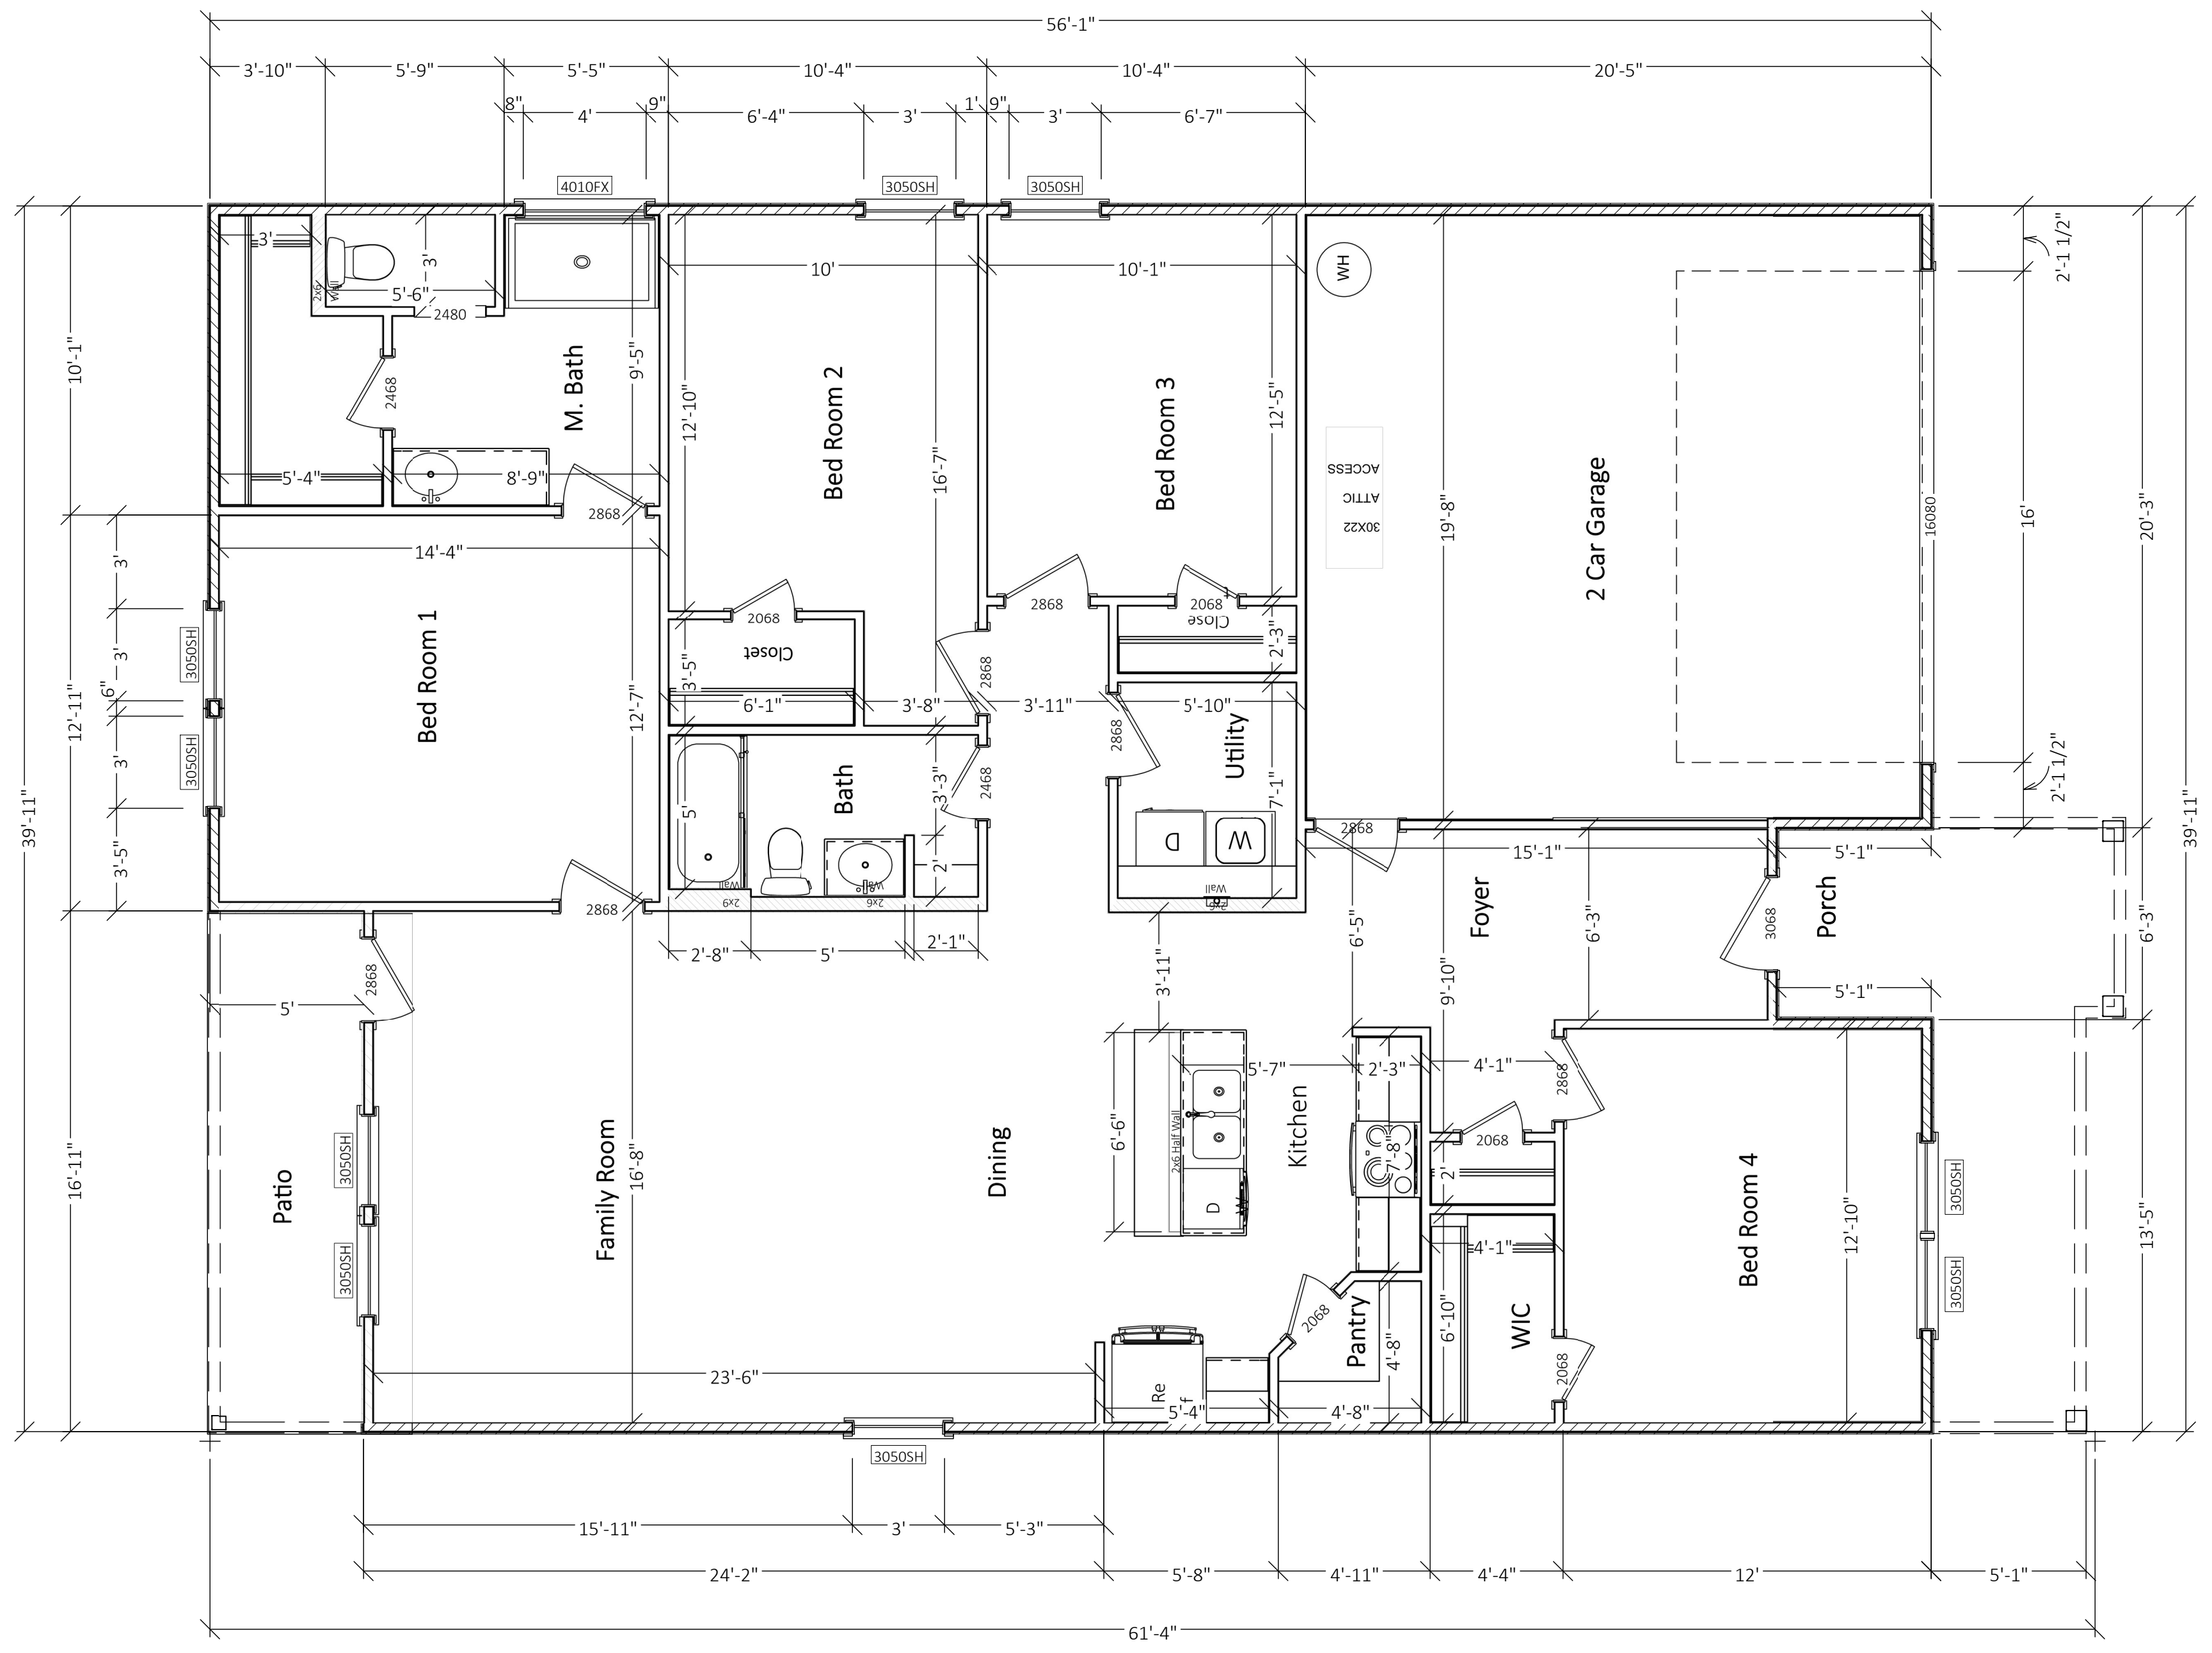 56'-1"
3'-10" 5'-9" 5'-5" 10'-4" 10'-4" 20'-5"
8" 4' 9" 6'-4" 3' 1' 9" 3' 6'-7"
4010FX 3050SH 3050SH
39'-11"
10'-1"
12'-11"
16'-11"
3'
3'
6"
3'
3'-5"
3050SH
3050SH
3'
2x6
Wall
3'
5'-6"
2480
2468
M. Bath
9'-5"
5'-4"
8'-9"
2868
14'-4"
Bed Room 1
12'-7"
2868
10'
12'-10"
Bed Room 2
16'-7"
2068
Closet
3'-5"
6'-1"
3'-8"
2868
10'-1"
Bed Room 3
12'-5"
2868
2068
Close
t
2'-3"
3'-11"
5'-10"
2868
Utility
7'-1"
D
W
Wall
2x6
5'
Bath
3'-3"
2468
2'
Wall
2x6
Wall
2x6
2'-8"
5'
2'-1"
WH
30X22
ATTIC
ACCESS
2 Car Garage
19'-8"
16080
2'-1 1/2"
16'
2'-1 1/2"
20'-3"
6'-3"
13'-5"
39'-11"
2868
15'-1"
5'-1"
Foyer
6'-5"
9'-10"
6'-3"
3068
Porch
5'-1"
5'
2868
Patio
3050SH
3050SH
Family Room
16'-8"
Dining
3'-11"
6'-6"
2x6 Half Wall
D
W
5'-7"
2'-3"
Kitchen
7'-8"
4'-1"
2868
2068
2'
4'-1"
6'-10"
WIC
2068
Bed Room 4
12'-10"
3050SH
3050SH
2068
Pantry
4'-8"
23'-6"
Re
f
5'-4"
4'-8"
3050SH
15'-11" 3' 5'-3"
24'-2" 5'-8" 4'-11" 4'-4" 12' 5'-1"
61'-4"